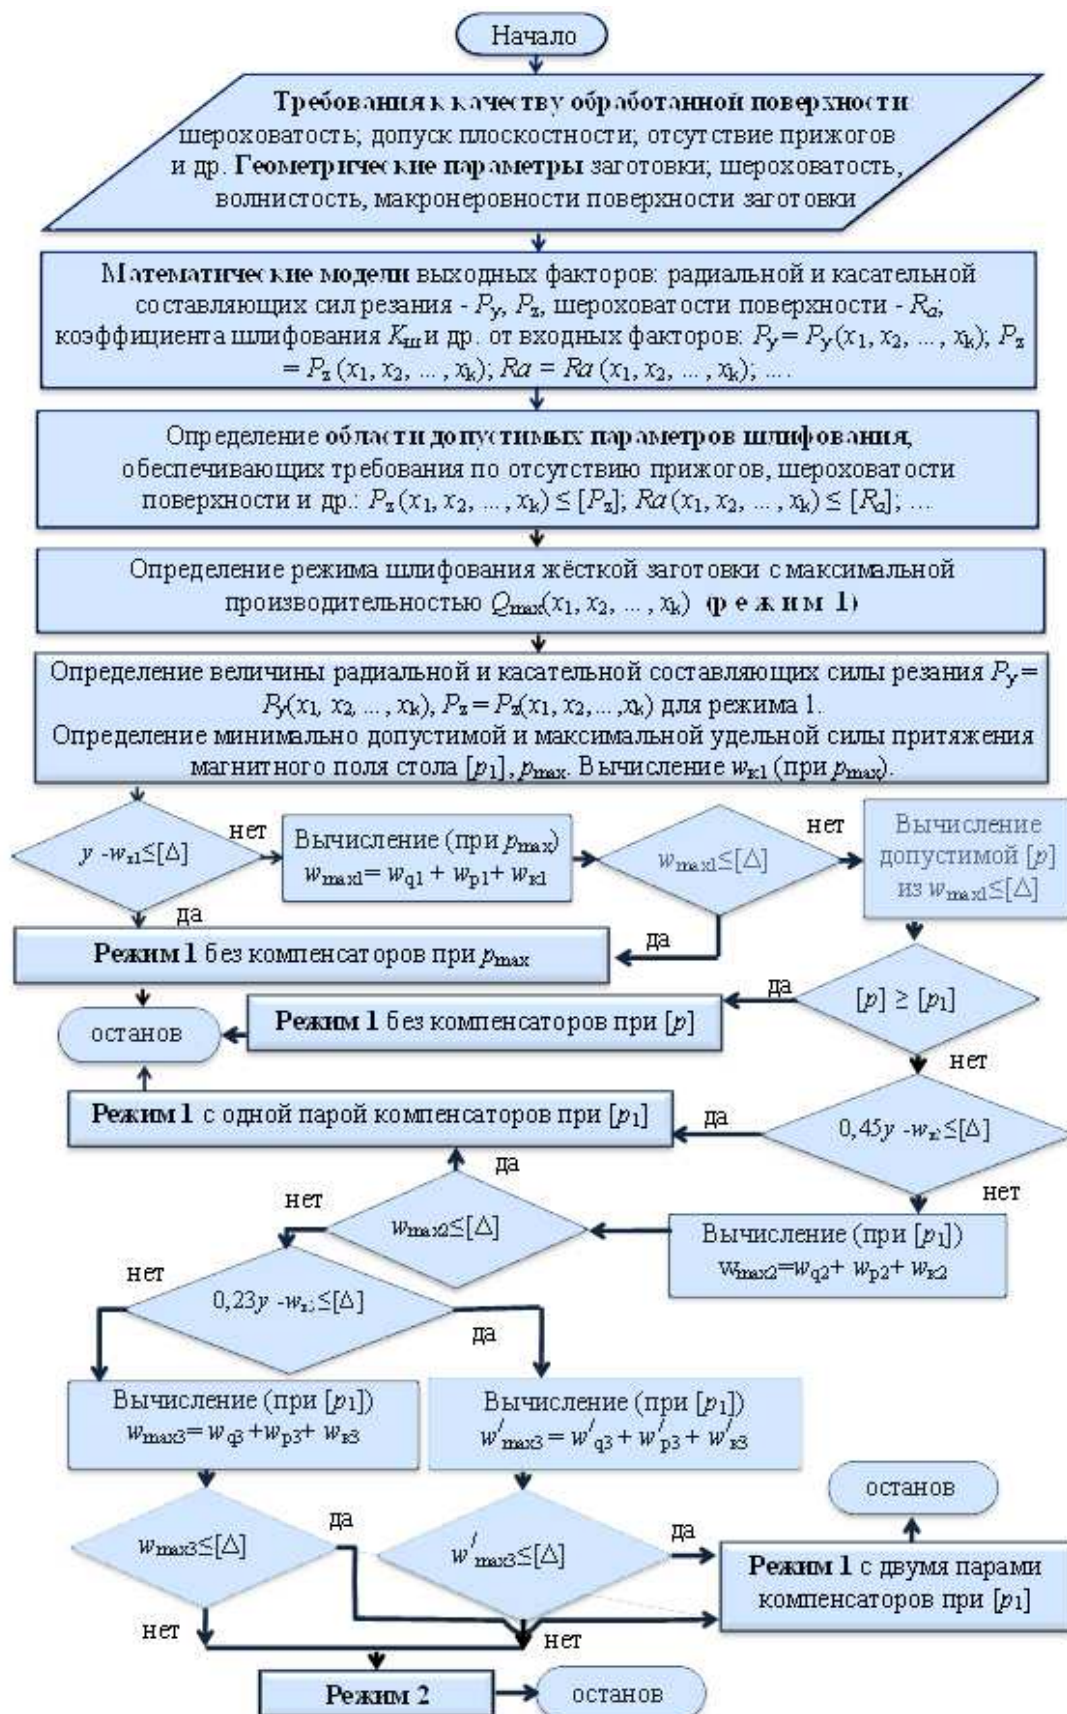 Начало
Требования к качеству обработанной поверхности
шероховатость; допуск плоскостности; отсутствие прижогов
и др. Геометрические параметры заготовки; шероховатость,
волнистость, макронеровности поверхности заготовки
Математические модели выходных факторов: радиальной и касательной
составляющих сил резания - Py, Pz, шероховатости поверхности - Ra;
коэффициента шлифования Kш и др. от входных факторов: Py = Py (x1, x2, ... , xk); Pz
= Pz (x1, x2, ... , xk); Ra = Ra (x1, x2, ... , xk); ... .
Определение области допустимых параметров шлифования,
обеспечивающих требования по отсутствию прижогов, шероховатости
поверхности и др.: Pz (x1, x2, ... , xk) ≤ [Pz]; Ra (x1, x2, ... , xk) ≤ [Ra]; ...
Определение режима шлифования жёсткой заготовки с максимальной
производительностью Qmax(x1, x2, ... , xk) (режим 1)
Определение величины радиальной и касательной составляющих силы резания Py =
Py(x1, x2, ... , xk), Pz = Pz(x1, x2,...,xk) для режима 1.
Определение минимально допустимой и максимальной удельной силы притяжения
магнитного поля стола [p1], pmax. Вычисление wк1 (при pmax).
y -wк1≤[Δ]
нет
Вычисление (при pmax)
wmax1= wq1 + wp1+ wк1
wmax1≤[Δ]
нет
Вычисление
допустимой [p]
из wmax1≤[Δ]
да
да
Режим 1 без компенсаторов при pmax
[p] ≥ [p1]
да
Режим 1 без компенсаторов при [p]
останов
нет
Режим 1 с одной парой компенсаторов при [p1]
да
0,45y -wк ≤[Δ]
да
нет
нет
wmax2≤[Δ]
Вычисление (при [p1])
wmax2=wq2+ wp2+ wк2
нет
0,23y -wк ≤[Δ]
да
Вычисление (при [p1])
wmax3= wq3 +wp3+ wк3
Вычисление (при [p1])
w/max3 = w/q3 + w/p3 + w/к3
останов
wmax3≤[Δ]
да
w/max3≤[Δ]
да
Режим 1 с двумя парами
компенсаторов при [p1]
нет
нет
Режим 2
останов